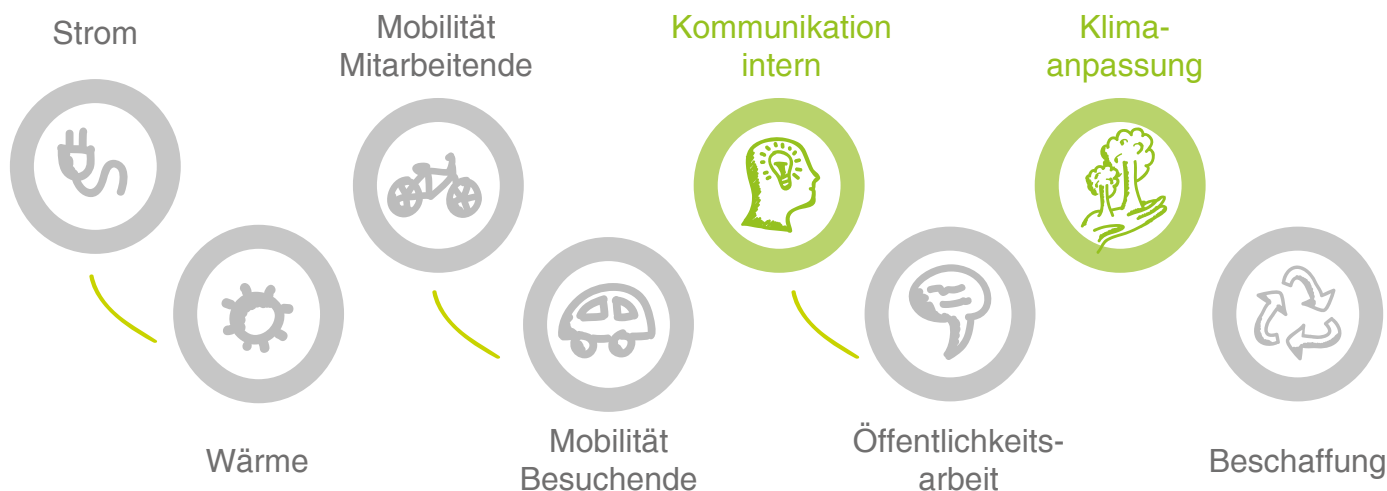 Strom
Mobilität
Mitarbeitende
Kommunikation
intern
Klima-
anpassung
Wärme
Mobilität
Besuchende
Öffentlichkeits-
arbeit
Beschaffung